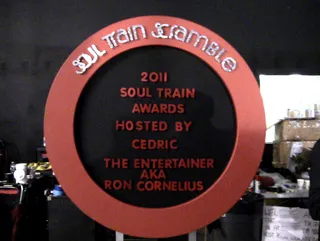 SOUL TRAIN SCRAMBLE
2011
SOUL TRAIN
AWARDS
HOSTED BY
CEDRIC
THE ENTERTAINER
AKA
RON CORNELIUS